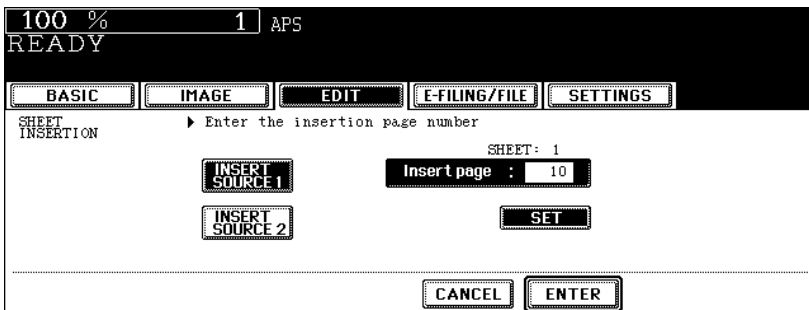 100 % 1 APS
READY
BASIC IMAGE EDIT E-FILING/FILE SETTINGS
SHEET
INSERTION
▶ Enter the insertion page number
SHEET: 1
INSERT
SOURCE 1
Insert page : 10
INSERT
SOURCE 2
SET
CANCEL ENTER